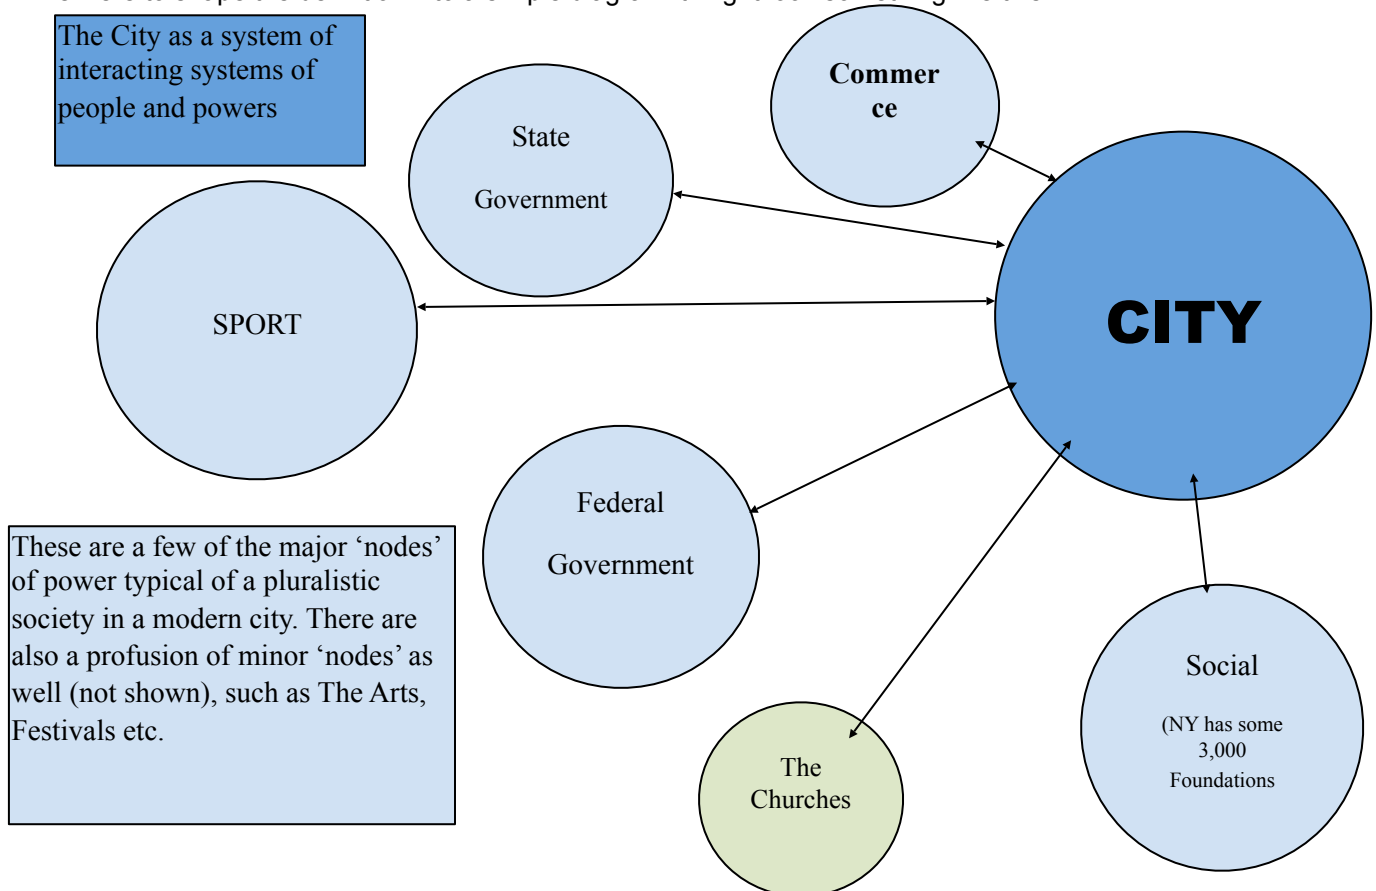 The City as a system of
interacting systems of
people and powers
Commer
ce
State
Government
SPORT
CITY
Federal
Government
These are a few of the major ‘nodes’
of power typical of a pluralistic
society in a modern city. There are
also a profusion of minor ‘nodes’ as
well (not shown), such as The Arts,
Festivals etc.
Social
(NY has some
3,000
Foundations
The
Churches